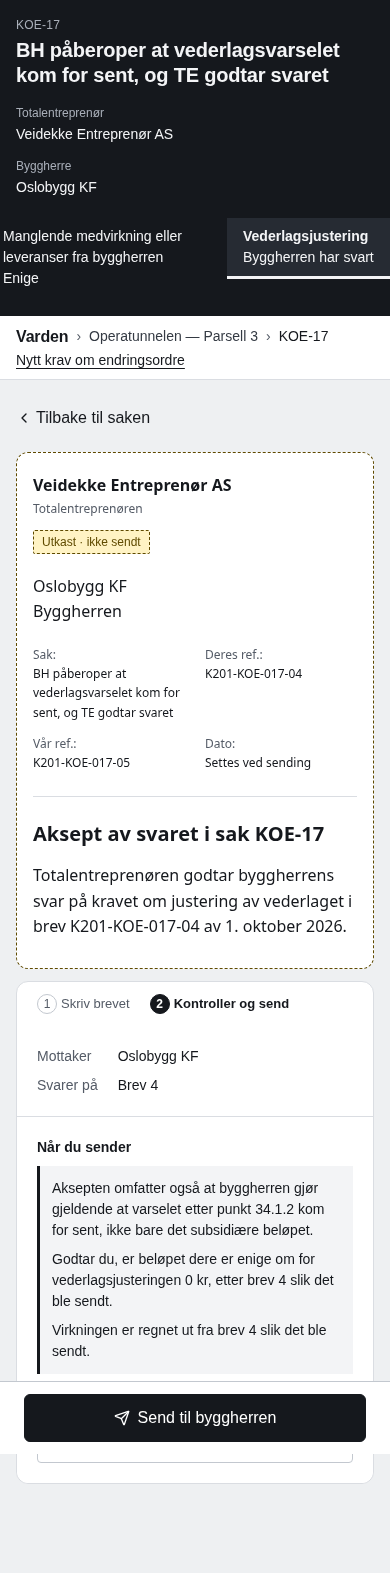 KOE-17
BH påberoper at vederlagsvarselet
kom for sent, og TE godtar svaret
Totalentreprenør
Veidekke Entreprenør AS
Byggherre
Oslobygg KF
Manglende medvirkning eller
leveranser fra byggherren
Enige
Vederlagsjustering
Byggherren har svart
Varden › Operatunnelen — Parsell 3 › KOE-17
Nytt krav om endringsordre
Tilbake til saken
Veidekke Entreprenør AS
Totalentreprenøren
Utkast · ikke sendt
Oslobygg KF
Byggherren
Sak:
BH påberoper at
vederlagsvarselet kom for
sent, og TE godtar svaret
Deres ref.:
K201-KOE-017-04
Vår ref.:
K201-KOE-017-05
Dato:
Settes ved sending
Aksept av svaret i sak KOE-17
Totalentreprenøren godtar byggherrens
svar på kravet om justering av vederlaget i
brev K201-KOE-017-04 av 1. oktober 2026.
1 Skriv brevet 2 Kontroller og send
Mottaker Oslobygg KF
Svarer på Brev 4
Når du sender
Aksepten omfatter også at byggherren gjør
gjeldende at varselet etter punkt 34.1.2 kom
for sent, ikke bare det subsidiære beløpet.
Godtar du, er beløpet dere er enige om for
vederlagsjusteringen 0 kr, etter brev 4 slik det
ble sendt.
Virkningen er regnet ut fra brev 4 slik det ble
sendt.
Send til byggherren